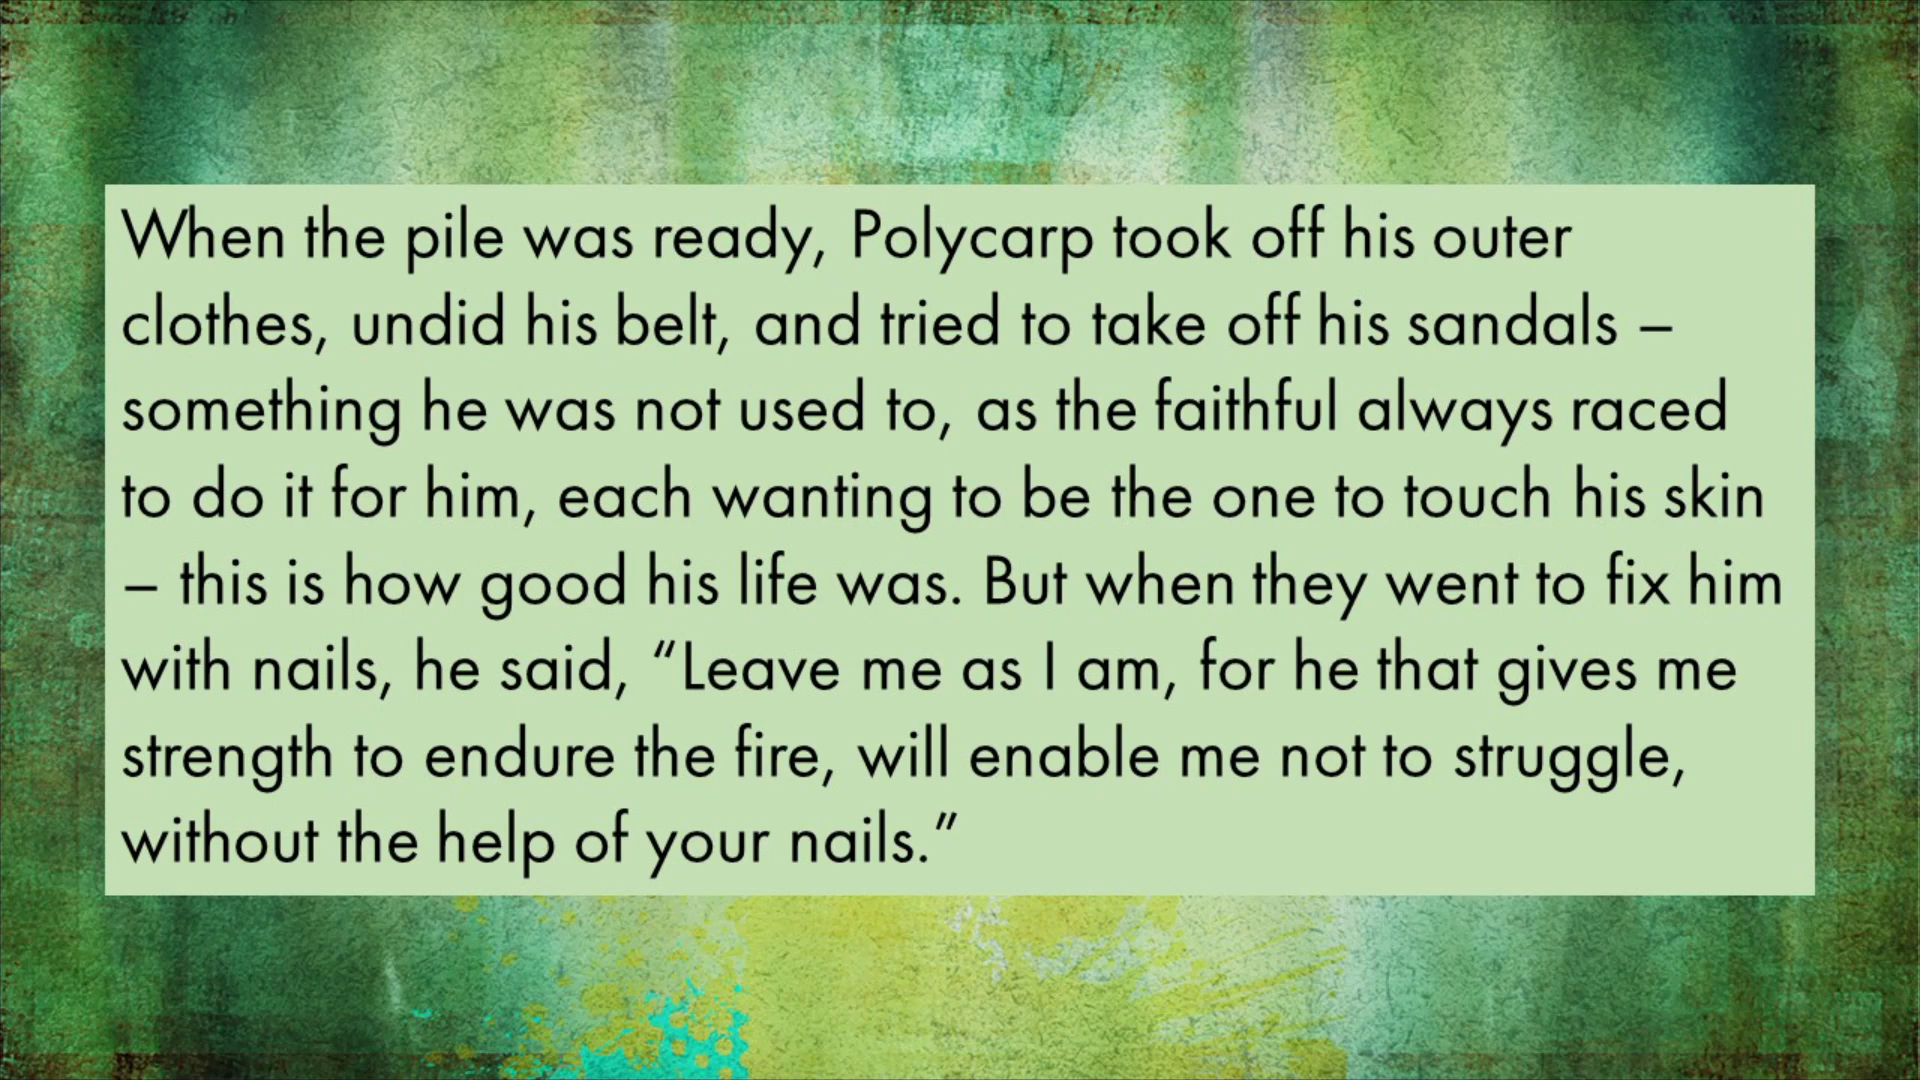 When the pile was ready, Polycarp took off his outer
clothes, undid his belt, and tried to take off his sandals –
something he was not used to, as the faithful always raced
to do it for him, each wanting to be the one to touch his skin
– this is how good his life was. But when they went to fix him
with nails, he said, “Leave me as I am, for he that gives me
strength to endure the fire, will enable me not to struggle,
without the help of your nails.”